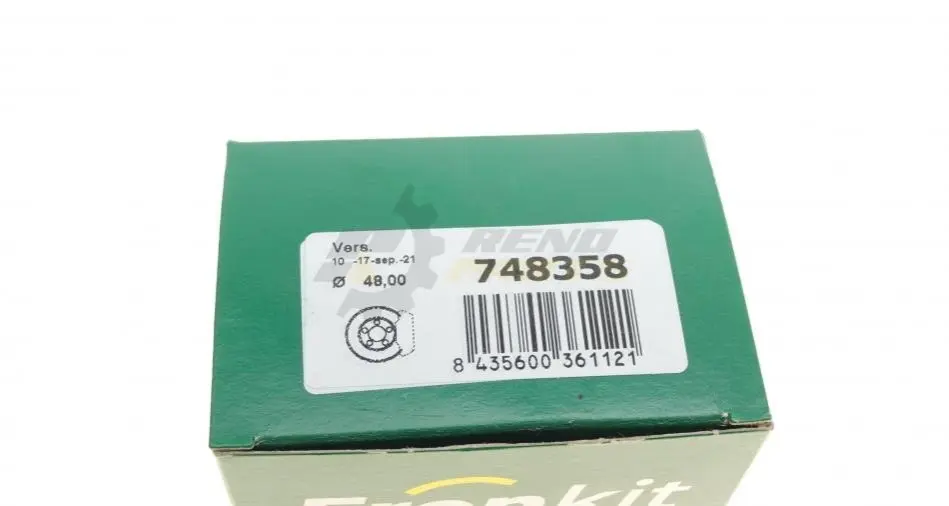 Vers.
10 -17-sep.-21
Ø 48,00
RENO
748358
8 435600 361121
Frenkit